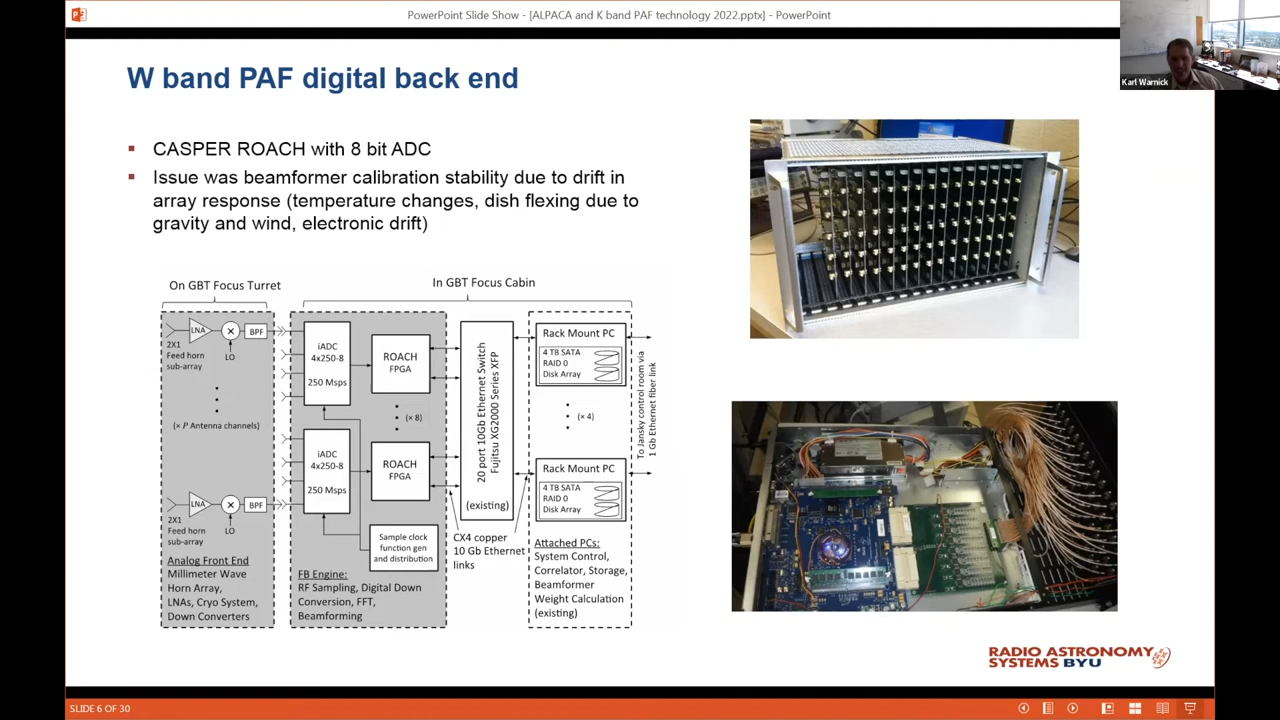 PowerPoint Slide Show - [ALPACA and K band PAF technology 2022.pptx] - PowerPoint
Karl Warnick
W band PAF digital back end
CASPER ROACH with 8 bit ADC
Issue was beamformer calibration stability due to drift in
array response (temperature changes, dish flexing due to
gravity and wind, electronic drift)
On GBT Focus Turret
In GBT Focus Cabin
LNA
BPF
LO
2X1
Feed horn
sub-array
(× P Antenna channels)
LNA
BPF
LO
2X1
Feed horn
sub-array
Analog Front End
Millimeter Wave
Horn Array,
LNAs, Cryo System,
Down Converters
iADC
4x250-8
250 Msps
ROACH
FPGA
(× 8)
iADC
4x250-8
250 Msps
ROACH
FPGA
Sample clock
function gen
and distribution
FB Engine:
RF Sampling, Digital Down
Conversion, FFT,
Beamforming
20 port 10Gb Ethernet Switch
Fujitsu XG2000 Series XFP
(existing)
CX4 copper
10 Gb Ethernet
links
Rack Mount PC
4 TB SATA
RAID 0
Disk Array
(× 4)
Rack Mount PC
4 TB SATA
RAID 0
Disk Array
Attached PCs:
System Control,
Correlator, Storage,
Beamformer
Weight Calculation
(existing)
To Jansky control room via
1 Gb Ethernet fiber link
RADIO ASTRONOMY
SYSTEMS BYU
SLIDE 6 OF 30